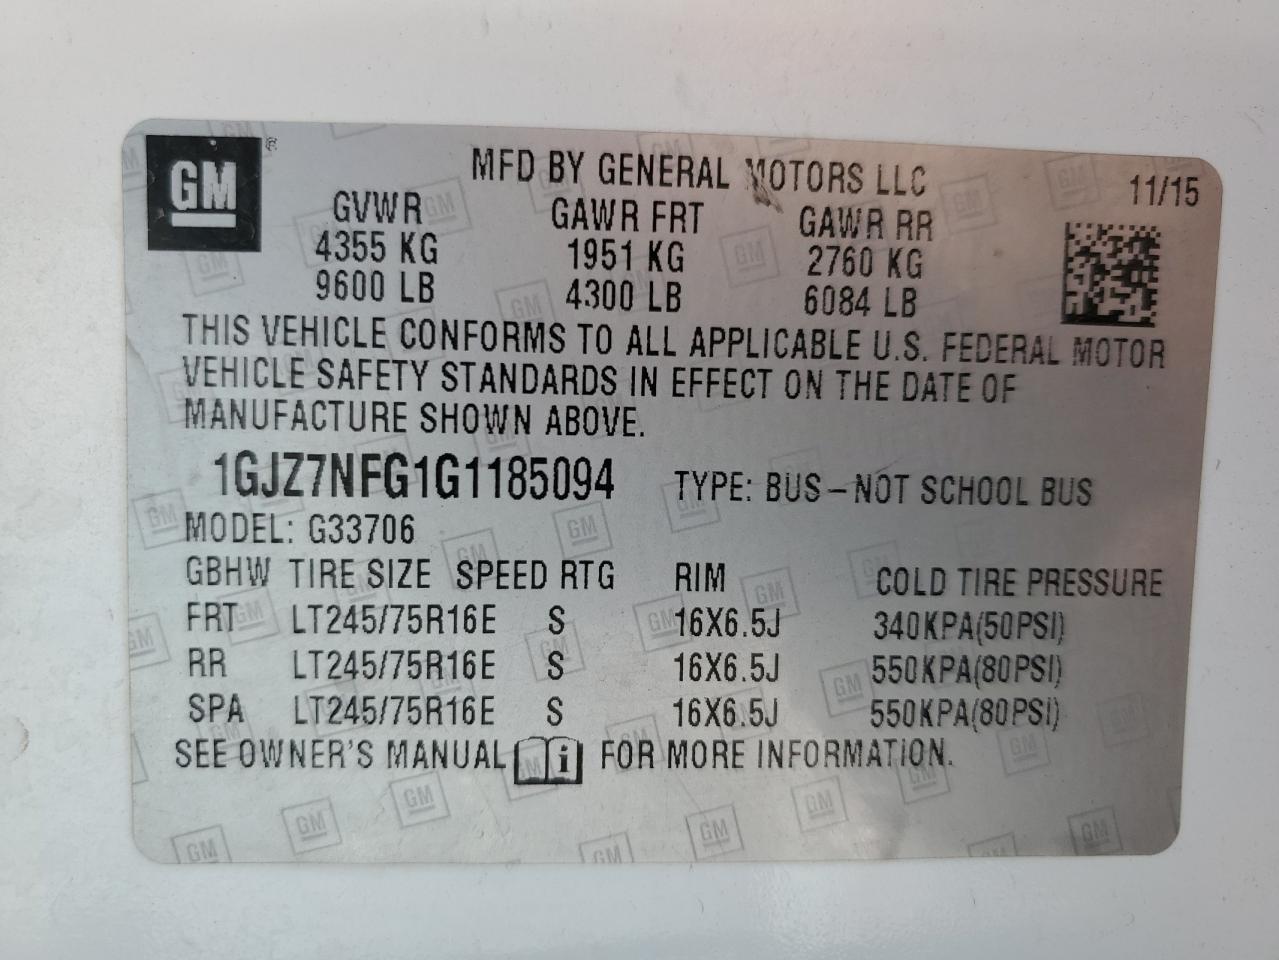 GM ®
MFD BY GENERAL MOTORS LLC
11/15
GVWR GAWR FRT GAWR RR
4355 KG 1951 KG 2760 KG
9600 LB 4300 LB 6084 LB
THIS VEHICLE CONFORMS TO ALL APPLICABLE U.S. FEDERAL MOTOR
VEHICLE SAFETY STANDARDS IN EFFECT ON THE DATE OF
MANUFACTURE SHOWN ABOVE.
1GJZ7NFG1G1185094 TYPE: BUS – NOT SCHOOL BUS
MODEL: G33706
GBHW TIRE SIZE SPEED RTG RIM COLD TIRE PRESSURE
FRT LT245/75R16E S 16X6.5J 340KPA(50PSI)
RR LT245/75R16E S 16X6.5J 550KPA(80PSI)
SPA LT245/75R16E S 16X6.5J 550KPA(80PSI)
SEE OWNER'S MANUAL i FOR MORE INFORMATION.